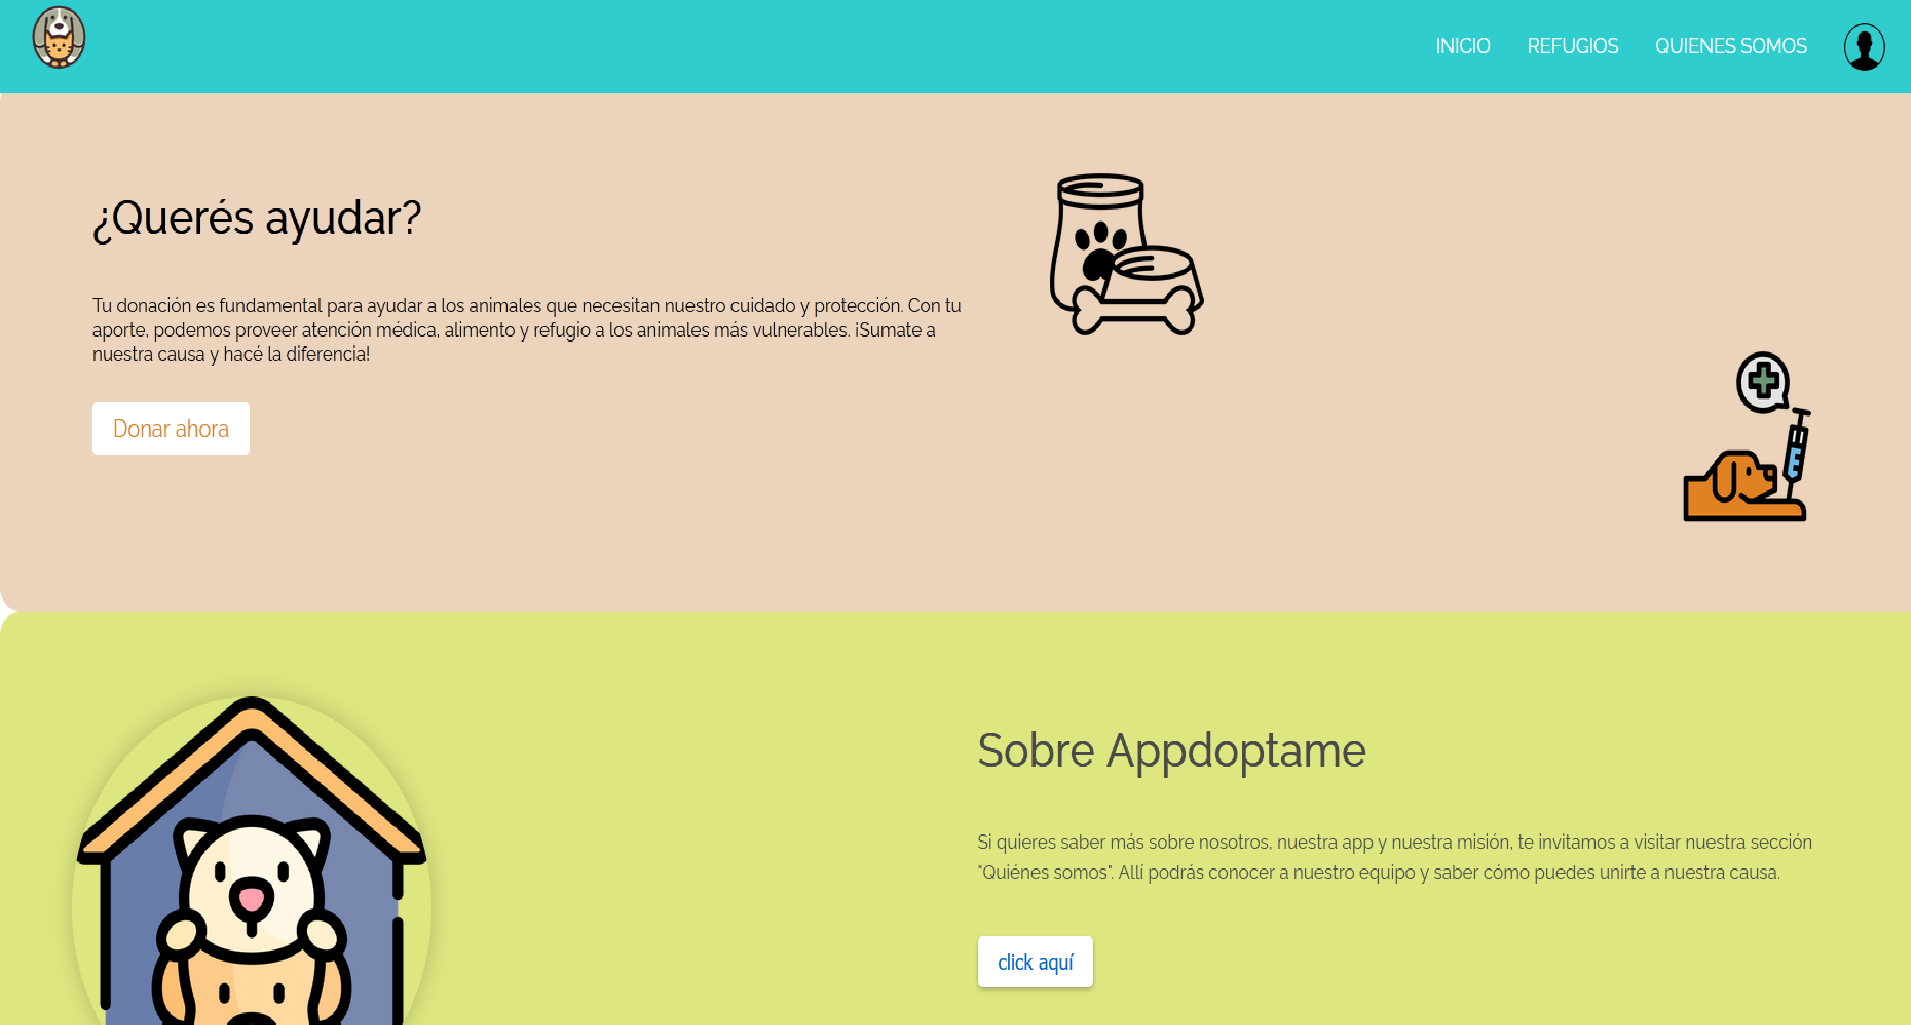 INICIO REFUGIOS QUIENES SOMOS
¿Querés ayudar?
Tu donación es fundamental para ayudar a los animales que necesitan nuestro cuidado y protección. Con tu
aporte, podemos proveer atención médica, alimento y refugio a los animales más vulnerables. ¡Sumate a
nuestra causa y hacé la diferencia!
Donar ahora
Sobre Appdoptame
Si quieres saber más sobre nosotros, nuestra app y nuestra misión, te invitamos a visitar nuestra sección
"Quiénes somos". Allí podrás conocer a nuestro equipo y saber cómo puedes unirte a nuestra causa.
click aquí